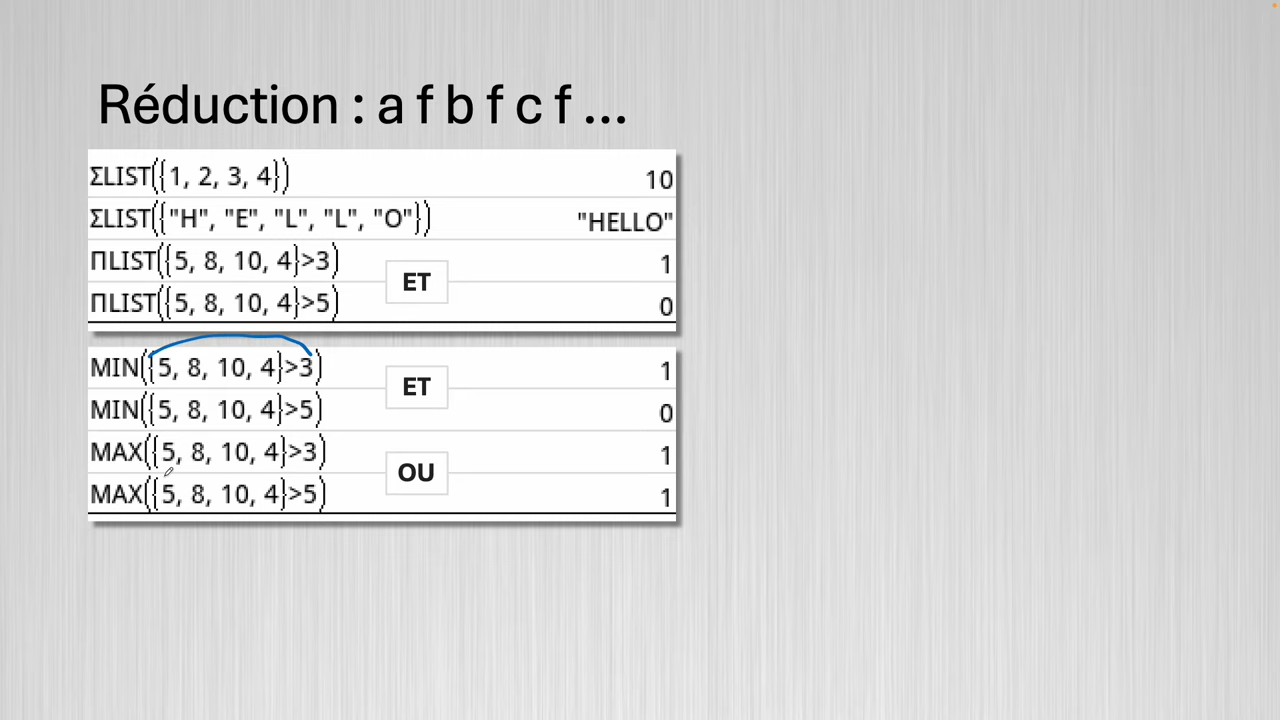 Réduction : a f b f c f ...
ΣLIST({1, 2, 3, 4}) 10
ΣLIST({"H", "E", "L", "L", "O"}) "HELLO"
ΠLIST({5, 8, 10, 4}>3) 1
ET
ΠLIST({5, 8, 10, 4}>5) 0
MIN({5, 8, 10, 4}>3) 1
ET
MIN({5, 8, 10, 4}>5) 0
MAX({5, 8, 10, 4}>3) 1
OU
MAX({5, 8, 10, 4}>5) 1